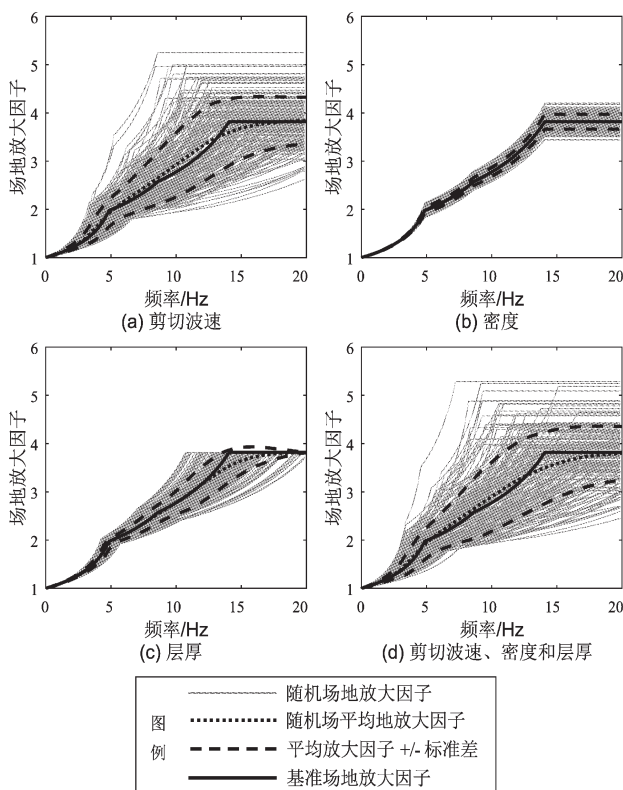 6
5
4
3
2
1
场地放大因子
0 5 10 15 20
频率/Hz
(a) 剪切波速
6
5
4
3
2
1
场地放大因子
0 5 10 15 20
频率/Hz
(b) 密度
6
5
4
3
2
1
场地放大因子
0 5 10 15 20
频率/Hz
(c) 层厚
6
5
4
3
2
1
场地放大因子
0 5 10 15 20
频率/Hz
(d) 剪切波速、密度和层厚
图例
随机场地放大因子
随机场平均地放大因子
平均放大因子 +/- 标准差
基准场地放大因子